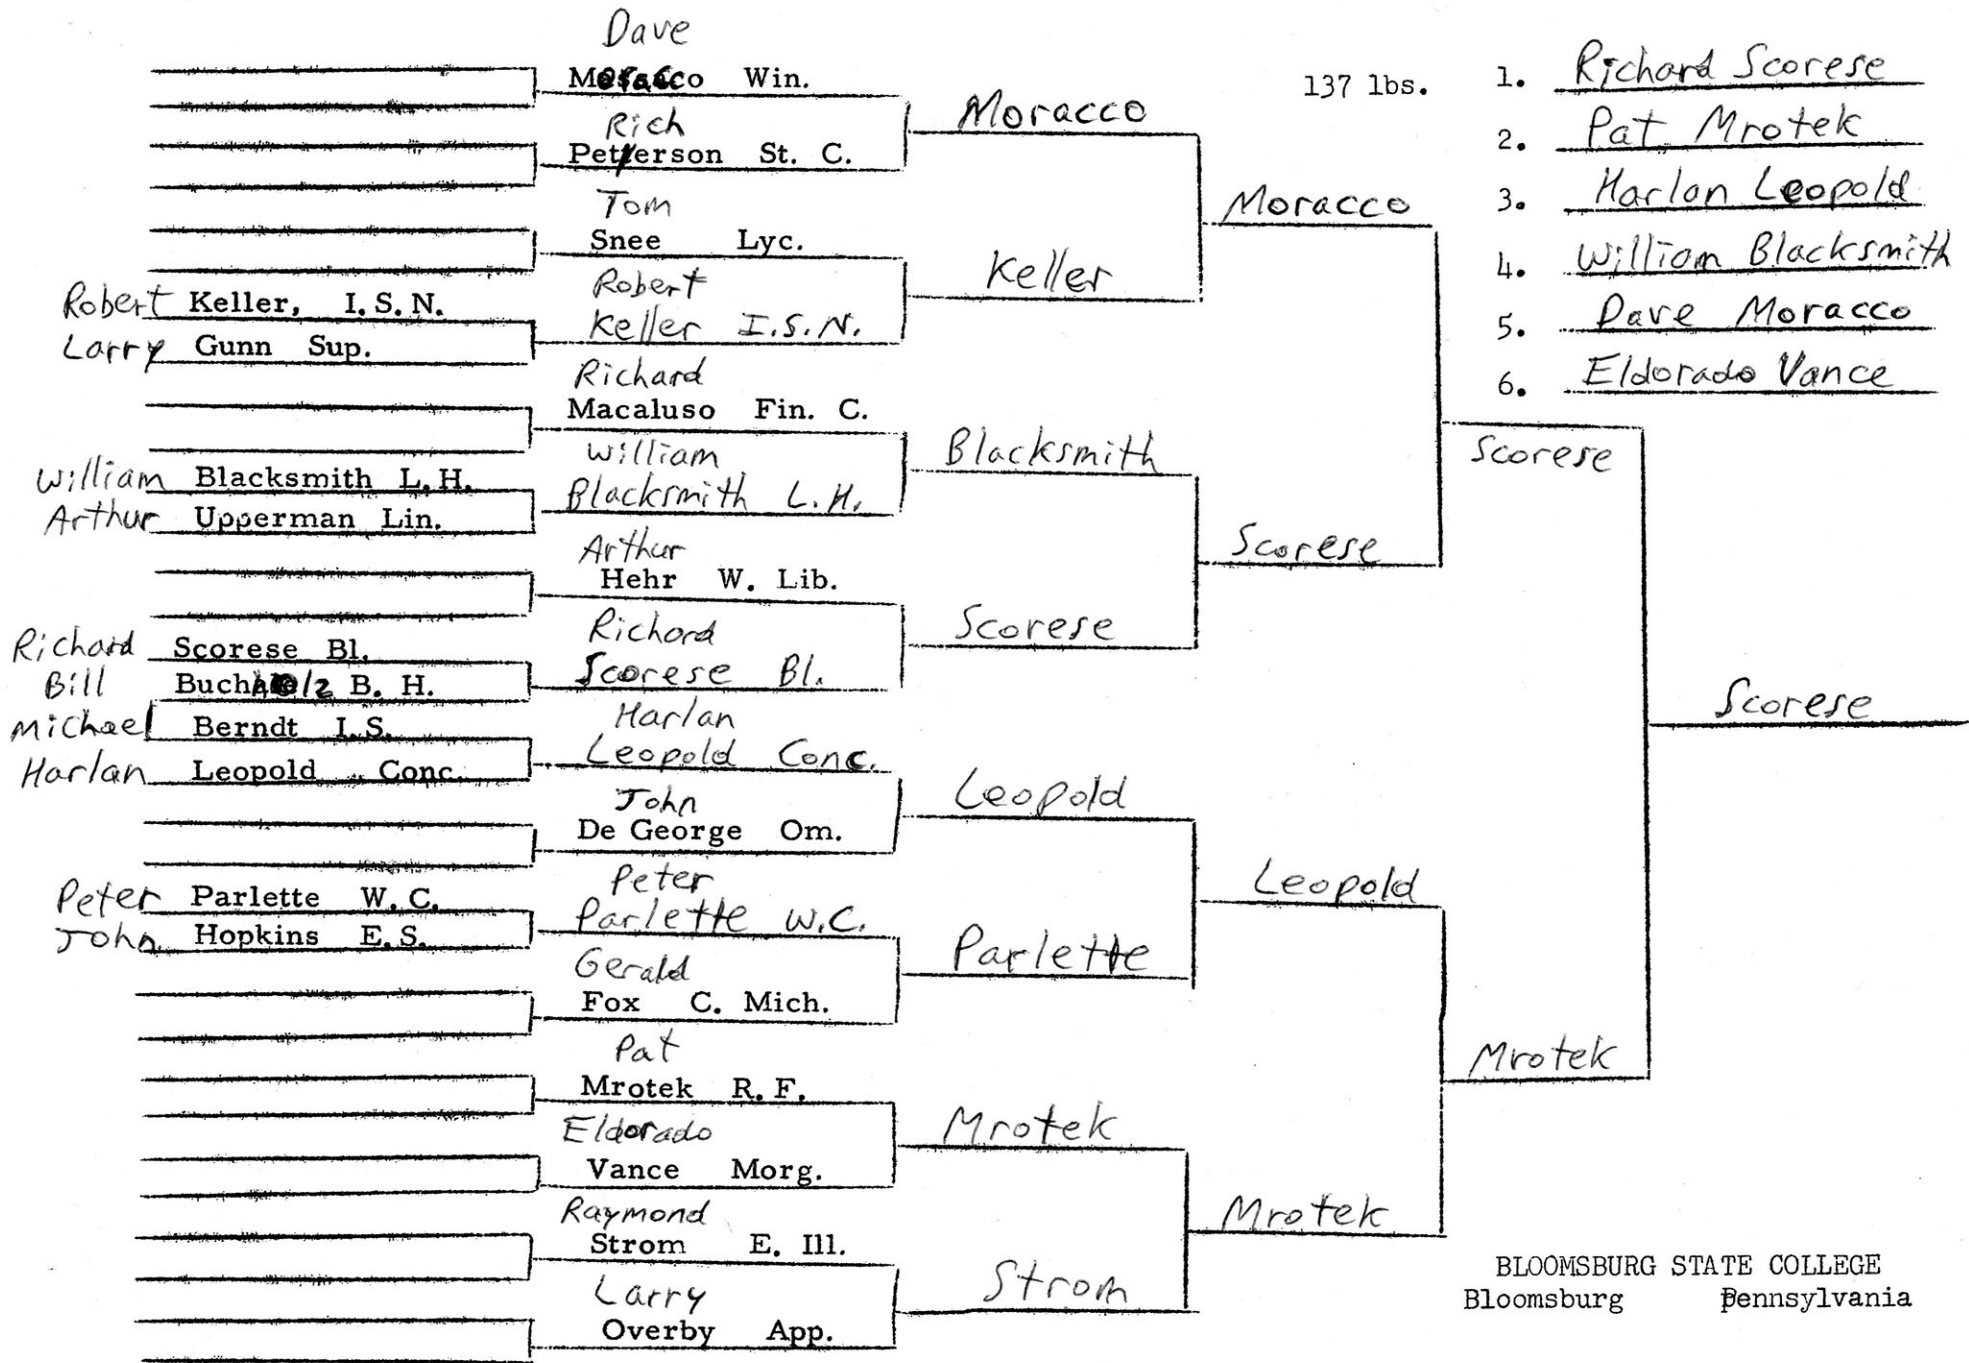 Dave
Moracco Win.
137 lbs.
1. Richard Scorese
Moracco
Rich
Petterson St. C.
2. Pat Mrotek
Tom
Moracco
3. Harlan Leopold
Snee Lyc.
Keller
4. William Blacksmith
Robert Keller, I.S.N.
Robert
Keller I.S.N.
5. Dave Moracco
Larry Gunn Sup.
Richard
6. Eldorado Vance
Macaluso Fin. C.
Blacksmith
Scorese
William Blacksmith L.H.
William
Blacksmith L.H.
Arthur Upperman Lin.
Arthur
Scorese
Hehr W. Lib.
Richard Scorese Bl.
Richard
Scorese
Bill Buchholz B. H.
Scorese Bl.
Michael Berndt I.S.
Harlan
Scorese
Harlan Leopold Conc.
Leopold Conc.
John
Leopold
De George Om.
Peter Parlette W.C.
Peter
Leopold
John Hopkins E.S.
Parlette W.C.
Gerald
Parlette
Fox C. Mich.
Pat
Mrotek
Mrotek R.F.
Eldorado
Mrotek
Vance Morg.
Raymond
Mrotek
Strom E. Ill.
Strom
Larry
Overby App.
BLOOMSBURG STATE COLLEGE
Bloomsburg Pennsylvania